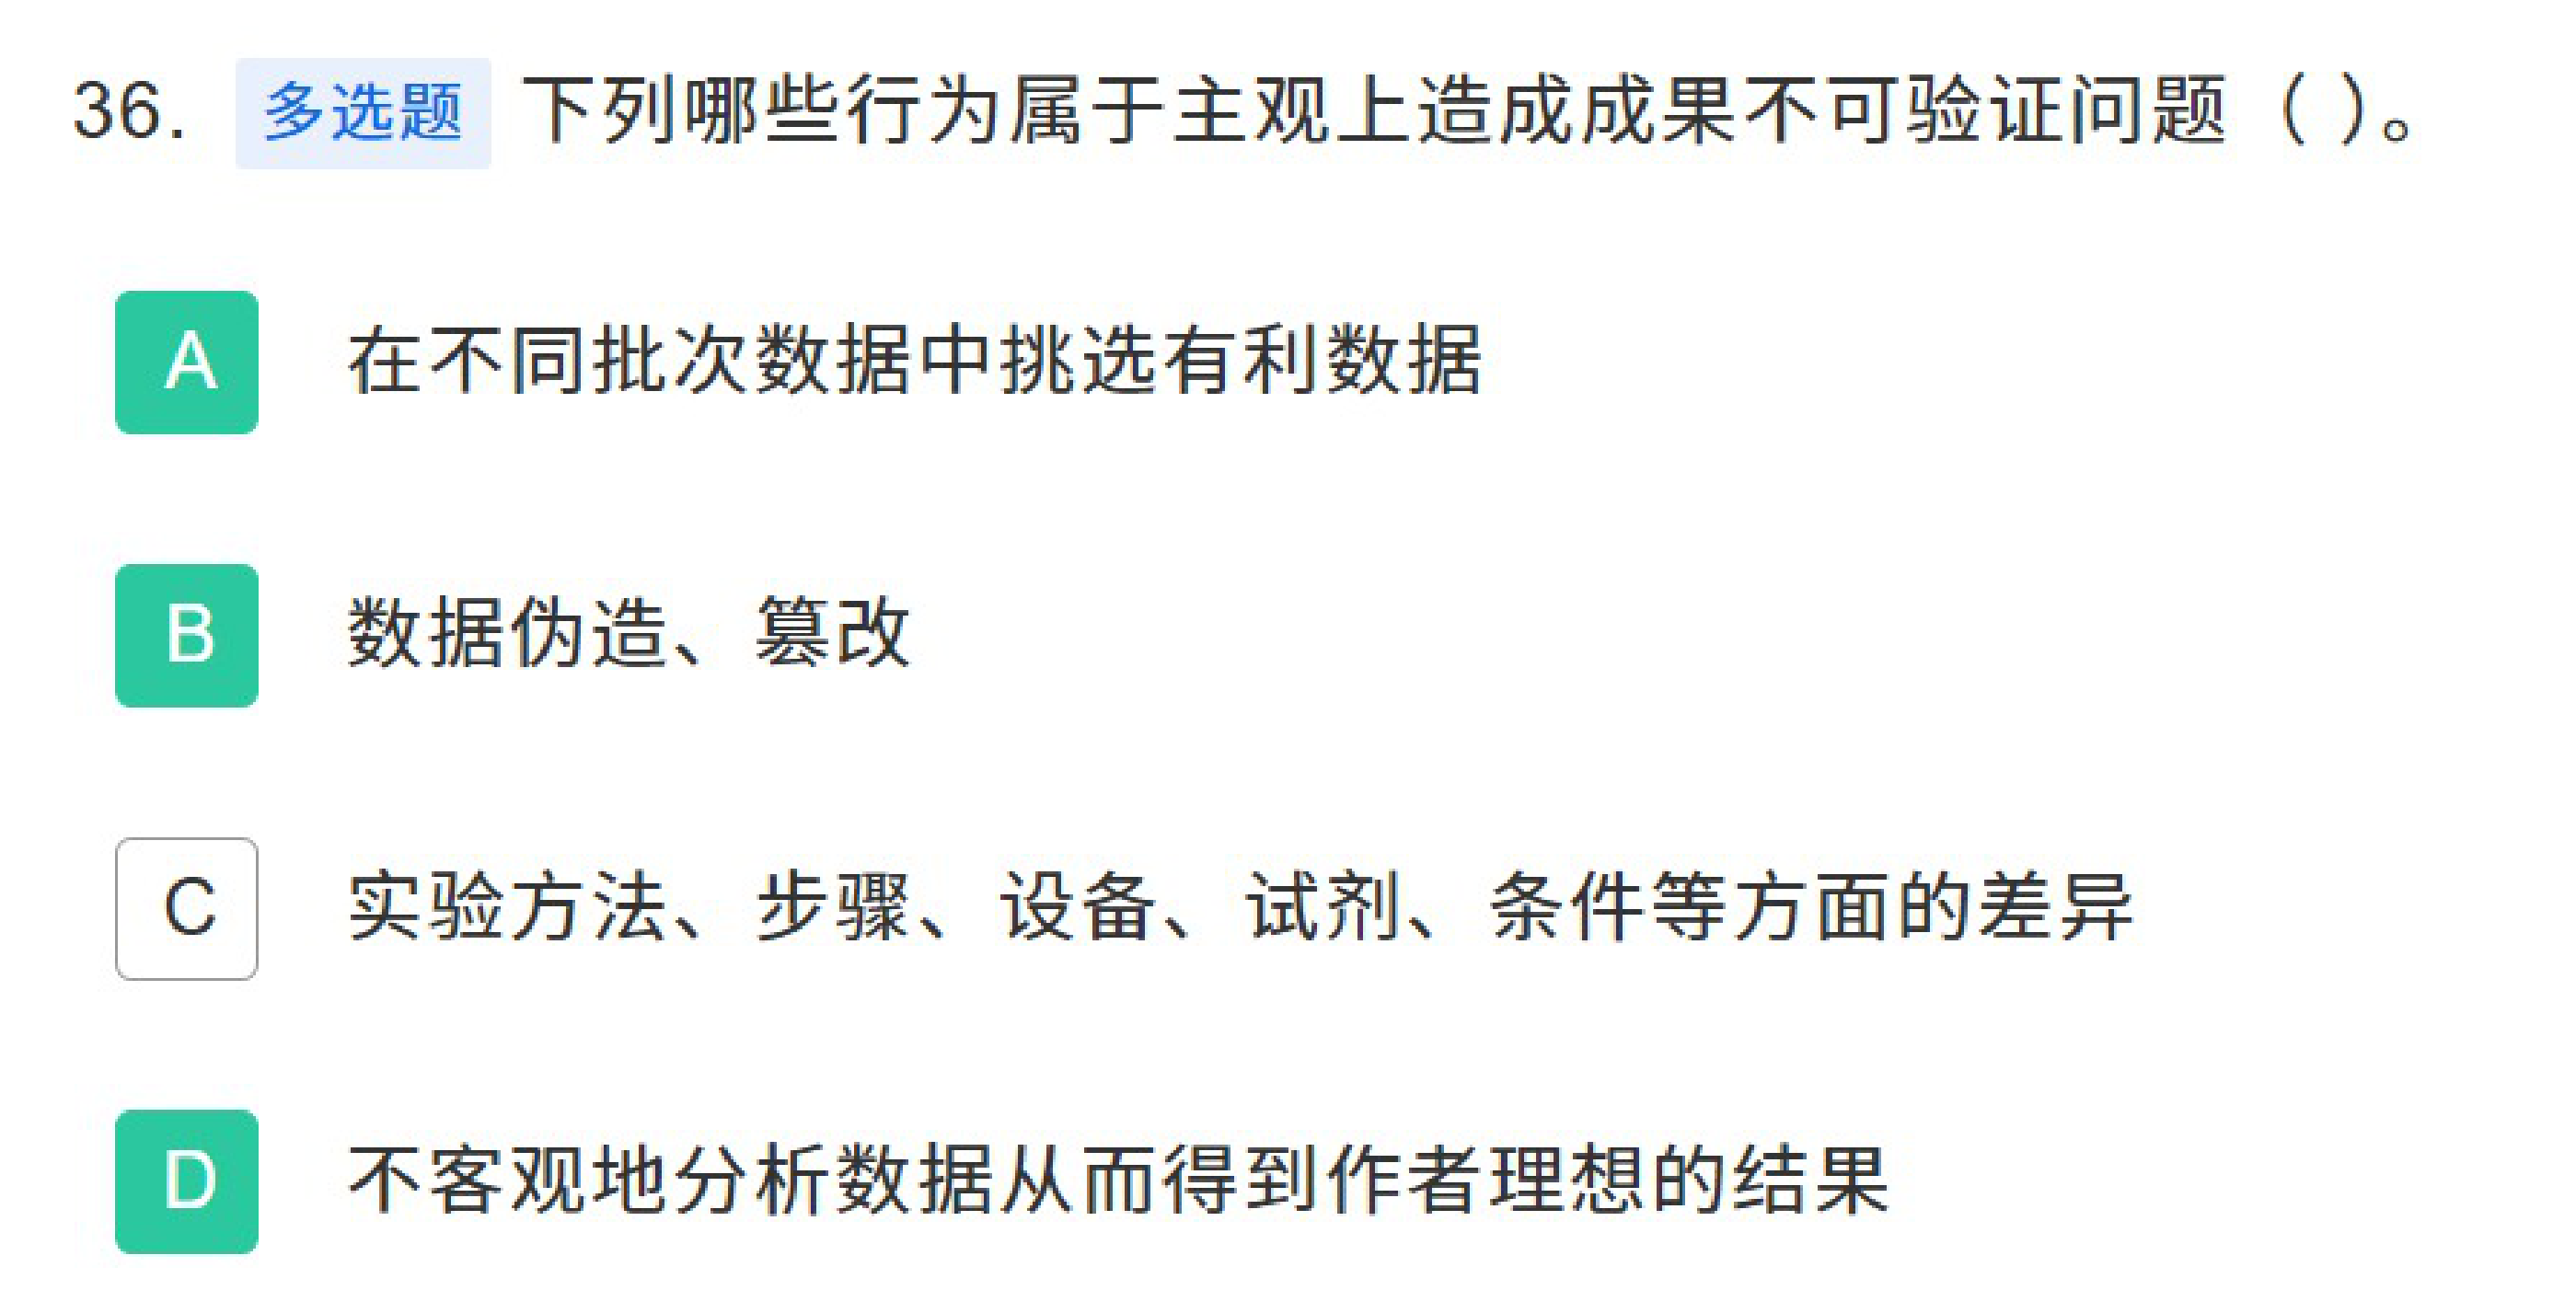 36. 多选题 下列哪些行为属于主观上造成成果不可验证问题（ ）。
A 在不同批次数据中挑选有利数据
B 数据伪造、篡改
C 实验方法、步骤、设备、试剂、条件等方面的差异
D 不客观地分析数据从而得到作者理想的结果